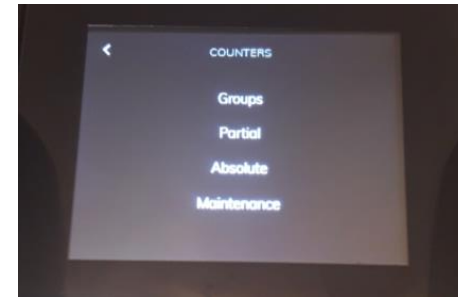 COUNTERS
Groups
Partial
Absolute
Maintenance